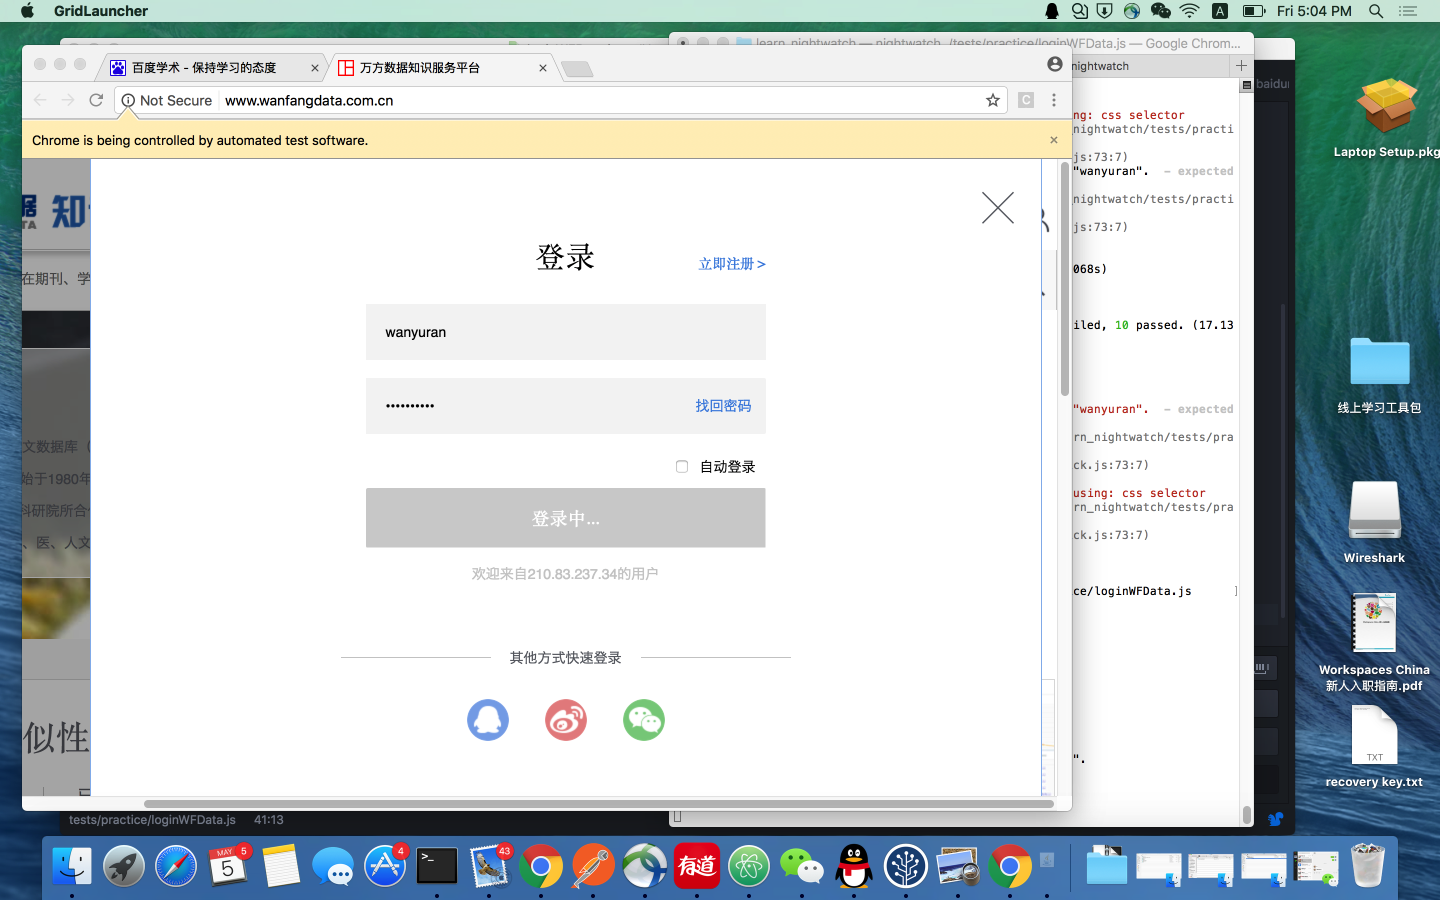 GridLauncher
Fri 5:04 PM
learn_nightwatch — nightwatch ./tests/practice/loginWFData.js — Google Chrom...
百度学术 - 保持学习的态度
万方数据知识服务平台
nightwatch
Not Secure
www.wanfangdata.com.cn
baidu
Chrome is being controlled by automated test software.
ng: css selector
nightwatch/tests/practi
js:73:7)
"wanyuran". - expected
nightwatch/tests/practi
js:73:7)
068s)
iled, 10 passed. (17.13
"wanyuran". - expected
rn_nightwatch/tests/pra
ck.js:73:7)
using: css selector
rn_nightwatch/tests/pra
ck.js:73:7)
ce/loginWFData.js ]
".
据 知
TA
在期刊、学
文数据库（
始于1980年
科研院所合
、医、人文
似性
登录
立即注册 >
wanyuran
••••••••••
找回密码
自动登录
登录中...
欢迎来自210.83.237.34的用户
其他方式快速登录
tests/practice/loginWFData.js 41:13
Laptop Setup.pkg
线上学习工具包
Wireshark
Workspaces China
新人入职指南.pdf
TXT
recovery key.txt
MAY
5
5
4
43
有道